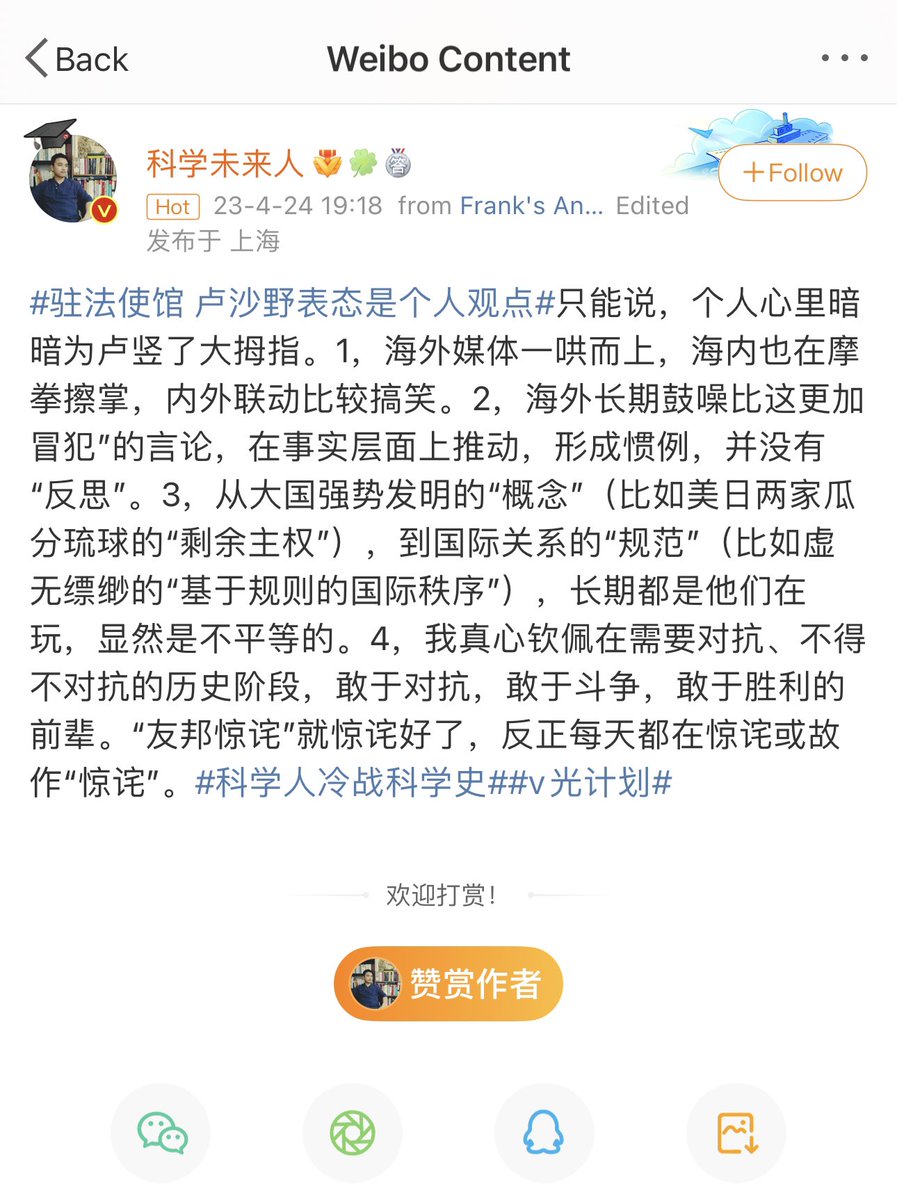 Back
Weibo Content
科学未来人
答
+Follow
Hot 23-4-24 19:18 from Frank's An... Edited
发布于 上海
#驻法使馆 卢沙野表态是个人观点#只能说，个人心里暗
暗为卢竖了大拇指。1，海外媒体一哄而上，海内也在摩
拳擦掌，内外联动比较搞笑。2，海外长期鼓噪比这更加
冒犯”的言论，在事实层面上推动，形成惯例，并没有
“反思”。3，从大国强势发明的“概念”（比如美日两家瓜
分琉球的“剩余主权”），到国际关系的“规范”（比如虚
无缥缈的“基于规则的国际秩序”），长期都是他们在
玩，显然是不平等的。4，我真心钦佩在需要对抗、不得
不对抗的历史阶段，敢于对抗，敢于斗争，敢于胜利的
前辈。“友邦惊诧”就惊诧好了，反正每天都在惊诧或故
作“惊诧”。#科学人冷战科学史##v光计划#
欢迎打赏！
赞赏作者